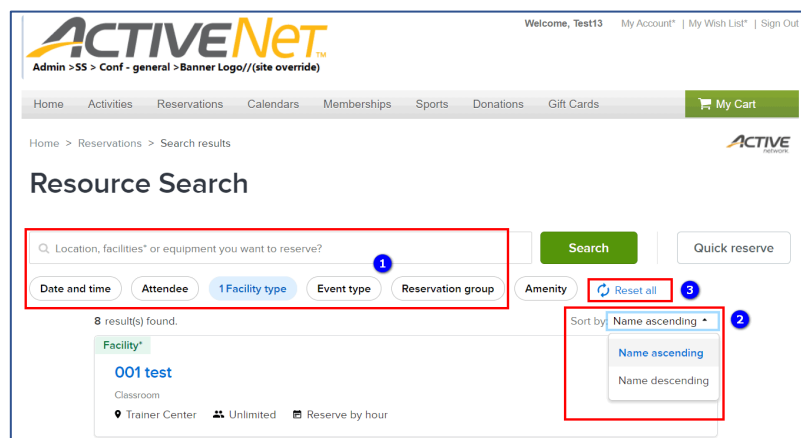 Welcome, Test13 My Account* | My Wish List* | Sign Out
ACTIVENET TM
Admin >SS > Conf - general >Banner Logo//(site override)
Home Activities Reservations Calendars Memberships Sports Donations Gift Cards My Cart
Home > Reservations > Search results
ACTIVE network
Resource Search
Location, facilities* or equipment you want to reserve? Search Quick reserve
1
Date and time Attendee 1 Facility type Event type Reservation group Amenity Reset all 3
8 result(s) found. Sort by Name ascending 2
Facility*
Name ascending
001 test
Name descending
Classroom
Trainer Center Unlimited Reserve by hour